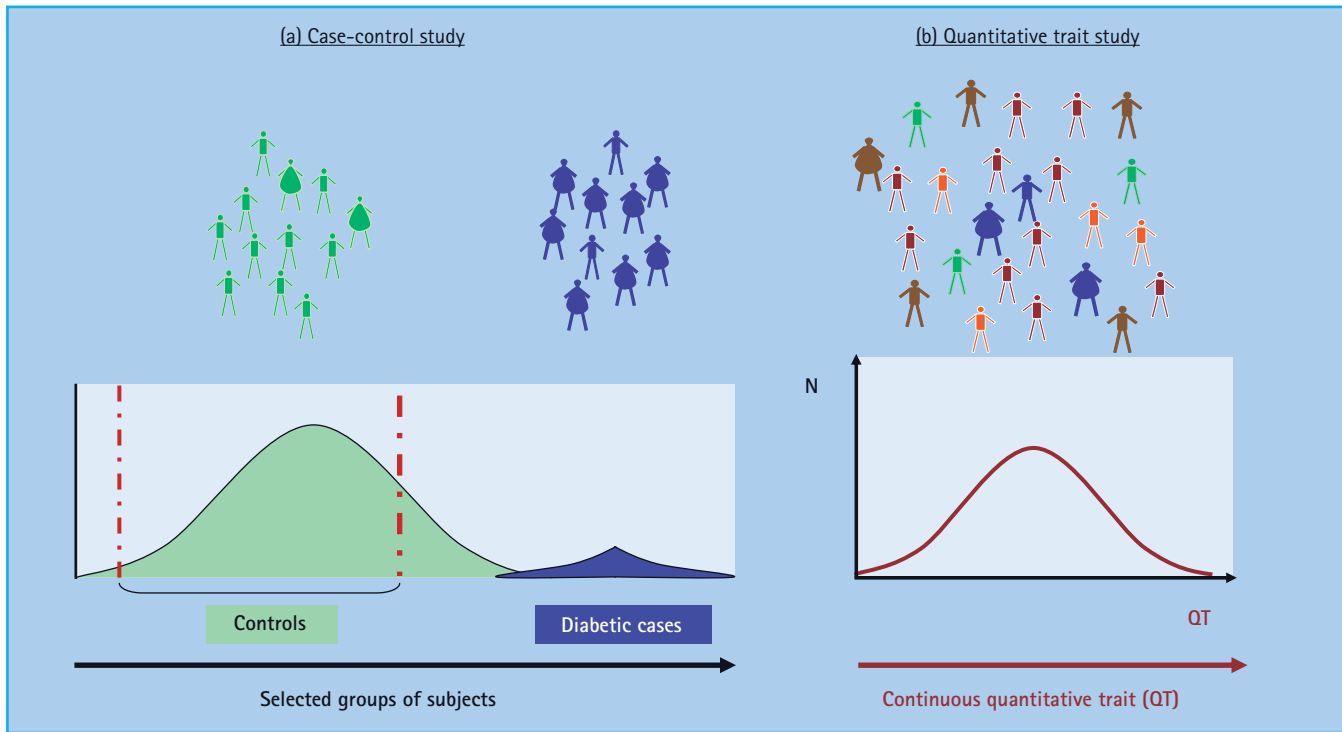 (a) Case-control study
(b) Quantitative trait study
N
Controls
Diabetic cases
QT
Selected groups of subjects
Continuous quantitative trait (QT)